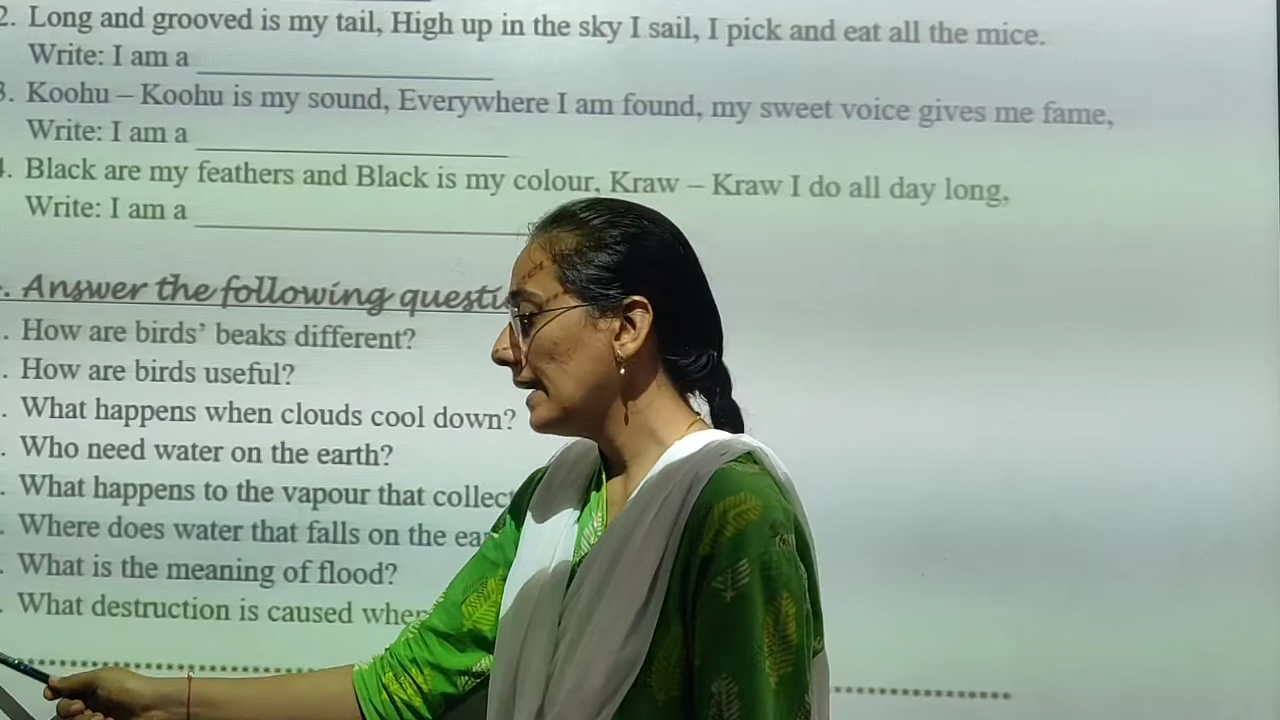 2. Long and grooved is my tail, High up in the sky I sail, I pick and eat all the mice.
Write: I am a
3. Koohu – Koohu is my sound, Everywhere I am found, my sweet voice gives me fame,
Write: I am a
4. Black are my feathers and Black is my colour, Kraw – Kraw I do all day long,
Write: I am a
. Answer the following
. How are birds' beaks different?
. How are birds useful?
. What happens when clouds cool down?
. Who need water on the earth?
. What happens to the vapour that
. Where does water that falls on the
. What is the meaning of flood?
. What destruction is caused